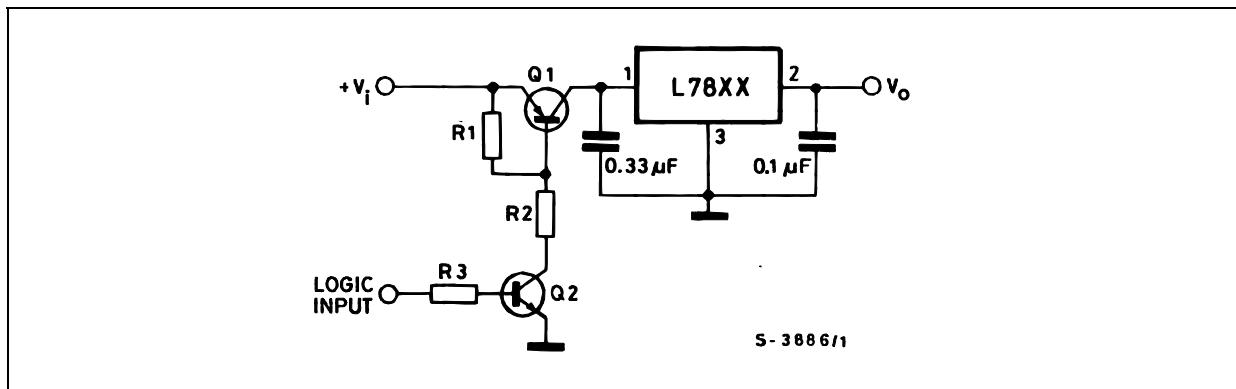 Q1
1
L78XX
2
+Vi
Vo
R1
3
0.33µF
0.1µF
R2
LOGIC
INPUT
R3
Q2
S-3886/1